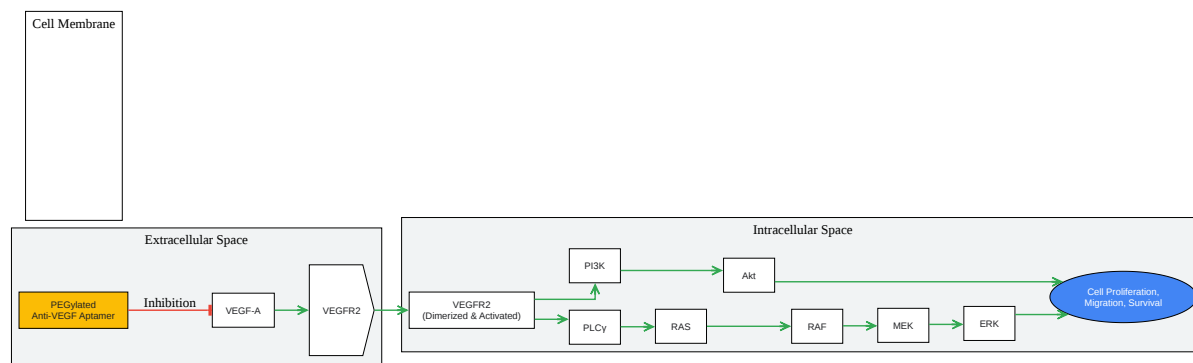 Cell Membrane
Extracellular Space
Intracellular Space
PEGylated
Anti-VEGF Aptamer
Inhibition
VEGF-A
VEGFR2
VEGFR2
(Dimerized & Activated)
PI3K
Akt
PLCγ
RAS
RAF
MEK
ERK
Cell Proliferation,
Migration, Survival